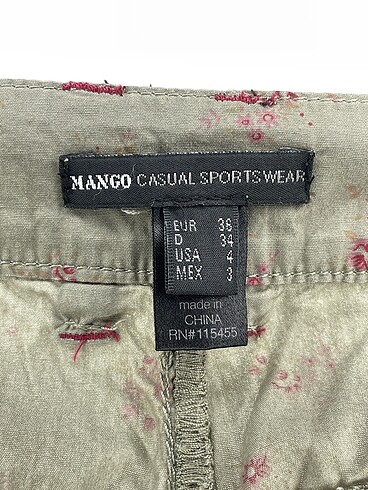 MANGO CASUAL SPORTSWEAR
EUR 36
D 34
USA 4
MEX 3
made in
CHINA
RN#115455